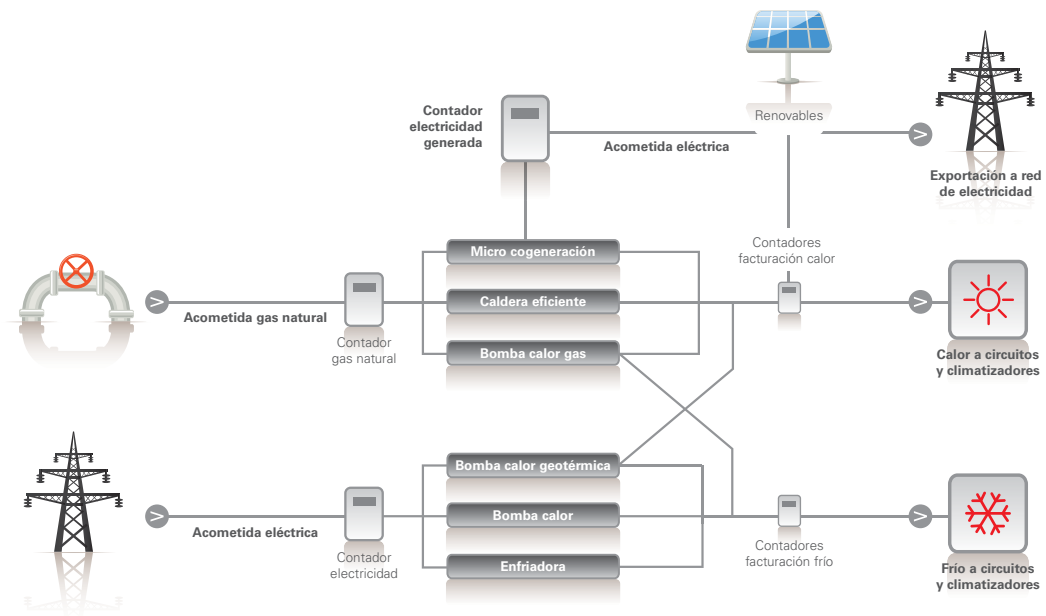 Contador
electricidad
generada
Renovables
Acometida eléctrica
Exportación a red
de electricidad
Micro cogeneración
Contadores
facturación calor
Caldera eficiente
Acometida gas natural
Contador
gas natural
Bomba calor gas
Calor a circuitos
y climatizadores
Bomba calor geotérmica
Bomba calor
Acometida eléctrica
Contador
electricidad
Contadores
facturación frío
Enfriadora
Frío a circuitos
y climatizadores